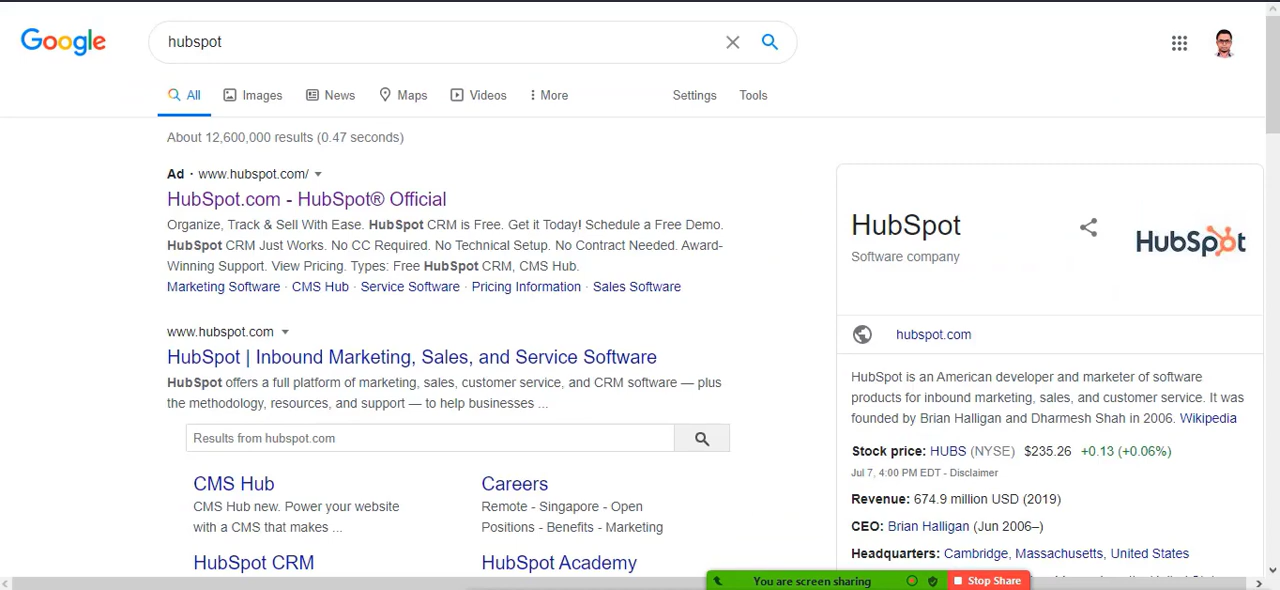 Google
hubspot
All
Images
News
Maps
Videos
More
Settings
Tools
About 12,600,000 results (0.47 seconds)
Ad · www.hubspot.com/
HubSpot.com - HubSpot® Official
Organize, Track & Sell With Ease. HubSpot CRM is Free. Get it Today! Schedule a Free Demo.
HubSpot CRM Just Works. No CC Required. No Technical Setup. No Contract Needed. Award-
Winning Support. View Pricing. Types: Free HubSpot CRM, CMS Hub.
Marketing Software · CMS Hub · Service Software · Pricing Information · Sales Software
www.hubspot.com
HubSpot | Inbound Marketing, Sales, and Service Software
HubSpot offers a full platform of marketing, sales, customer service, and CRM software — plus
the methodology, resources, and support — to help businesses ...
Results from hubspot.com
CMS Hub
CMS Hub new. Power your website
with a CMS that makes ...
Careers
Remote - Singapore - Open
Positions - Benefits - Marketing
HubSpot CRM
HubSpot Academy
HubSpot
Software company
HubSpot
hubspot.com
HubSpot is an American developer and marketer of software
products for inbound marketing, sales, and customer service. It was
founded by Brian Halligan and Dharmesh Shah in 2006. Wikipedia
Stock price: HUBS (NYSE) $235.26 +0.13 (+0.06%)
Jul 7, 4:00 PM EDT - Disclaimer
Revenue: 674.9 million USD (2019)
CEO: Brian Halligan (Jun 2006–)
Headquarters: Cambridge, Massachusetts, United States
You are screen sharing
Stop Share